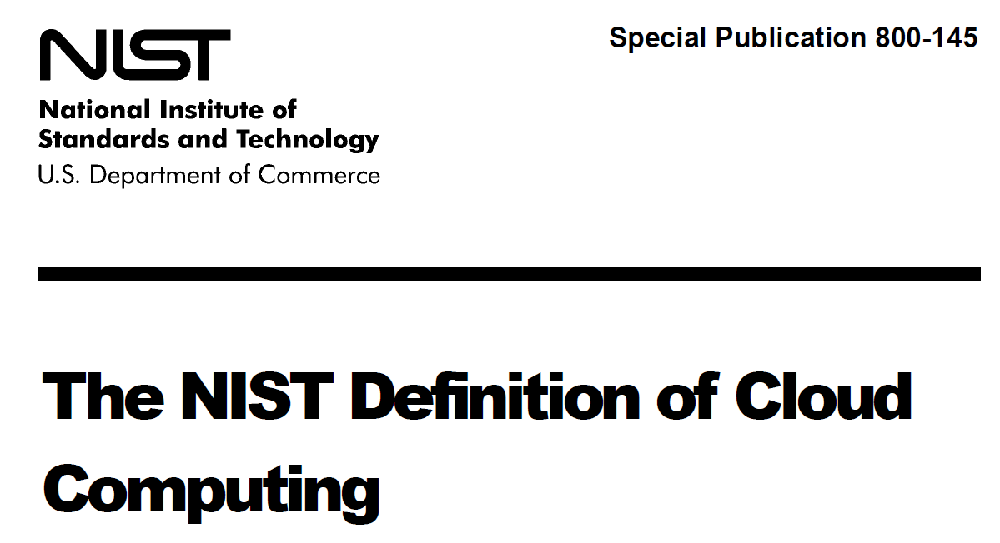 NIST
Special Publication 800-145
National Institute of
Standards and Technology
U.S. Department of Commerce
The NIST Definition of Cloud
Computing